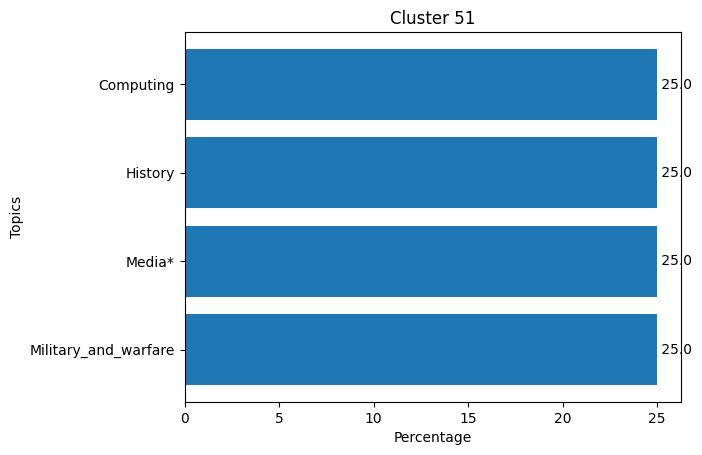 Cluster 51
Topics
Computing
25.0
History
25.0
Media*
25.0
Military_and_warfare
25.0
0 5 10 15 20 25
Percentage